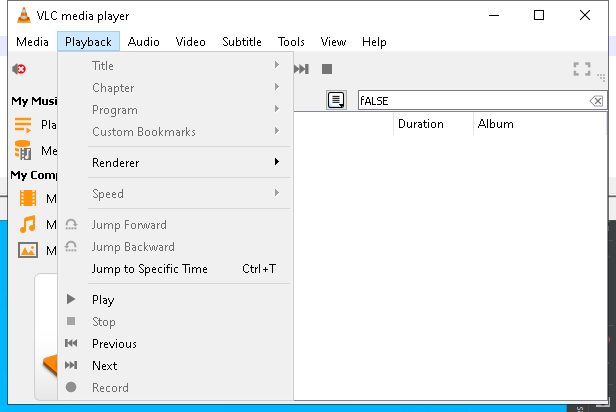 VLC media player
Media Playback Audio Video Subtitle Tools View Help
Title
Chapter
fALSE
My Musi
Program
Pla
Custom Bookmarks
Duration Album
Me
Renderer
My Comp
Speed
M
Jump Forward
M
Jump Backward
M
Jump to Specific Time Ctrl+T
Play
Stop
Previous
Next
Record